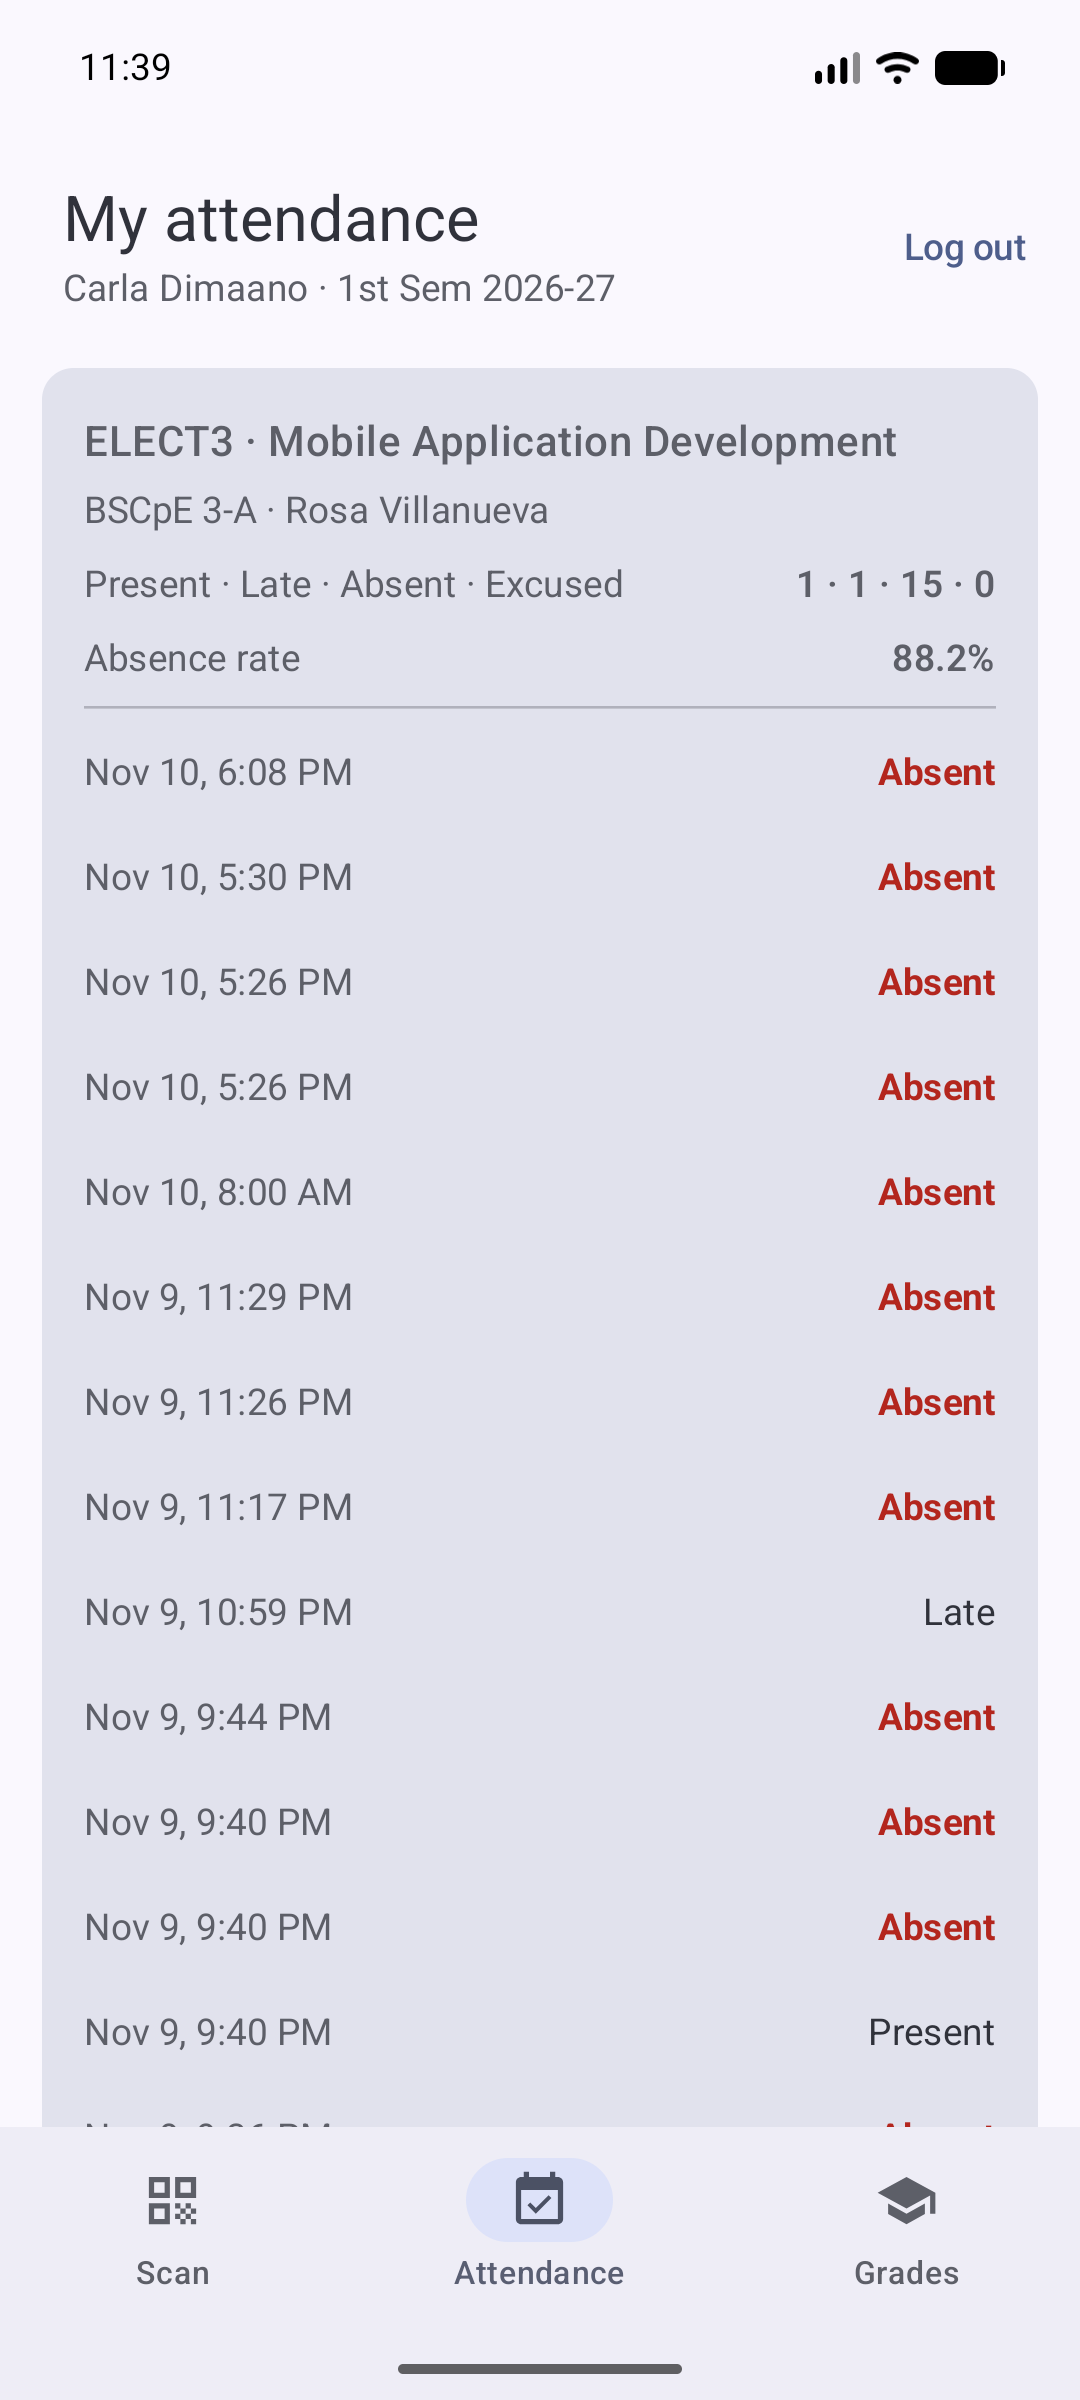 11:39
My attendance
Log out
Carla Dimaano · 1st Sem 2026-27
ELECT3 · Mobile Application Development
BSCpE 3-A · Rosa Villanueva
Present · Late · Absent · Excused 1 · 1 · 15 · 0
Absence rate 88.2%
Nov 10, 6:08 PM Absent
Nov 10, 5:30 PM Absent
Nov 10, 5:26 PM Absent
Nov 10, 5:26 PM Absent
Nov 10, 8:00 AM Absent
Nov 9, 11:29 PM Absent
Nov 9, 11:26 PM Absent
Nov 9, 11:17 PM Absent
Nov 9, 10:59 PM Late
Nov 9, 9:44 PM Absent
Nov 9, 9:40 PM Absent
Nov 9, 9:40 PM Absent
Nov 9, 9:40 PM Present
Scan Attendance Grades